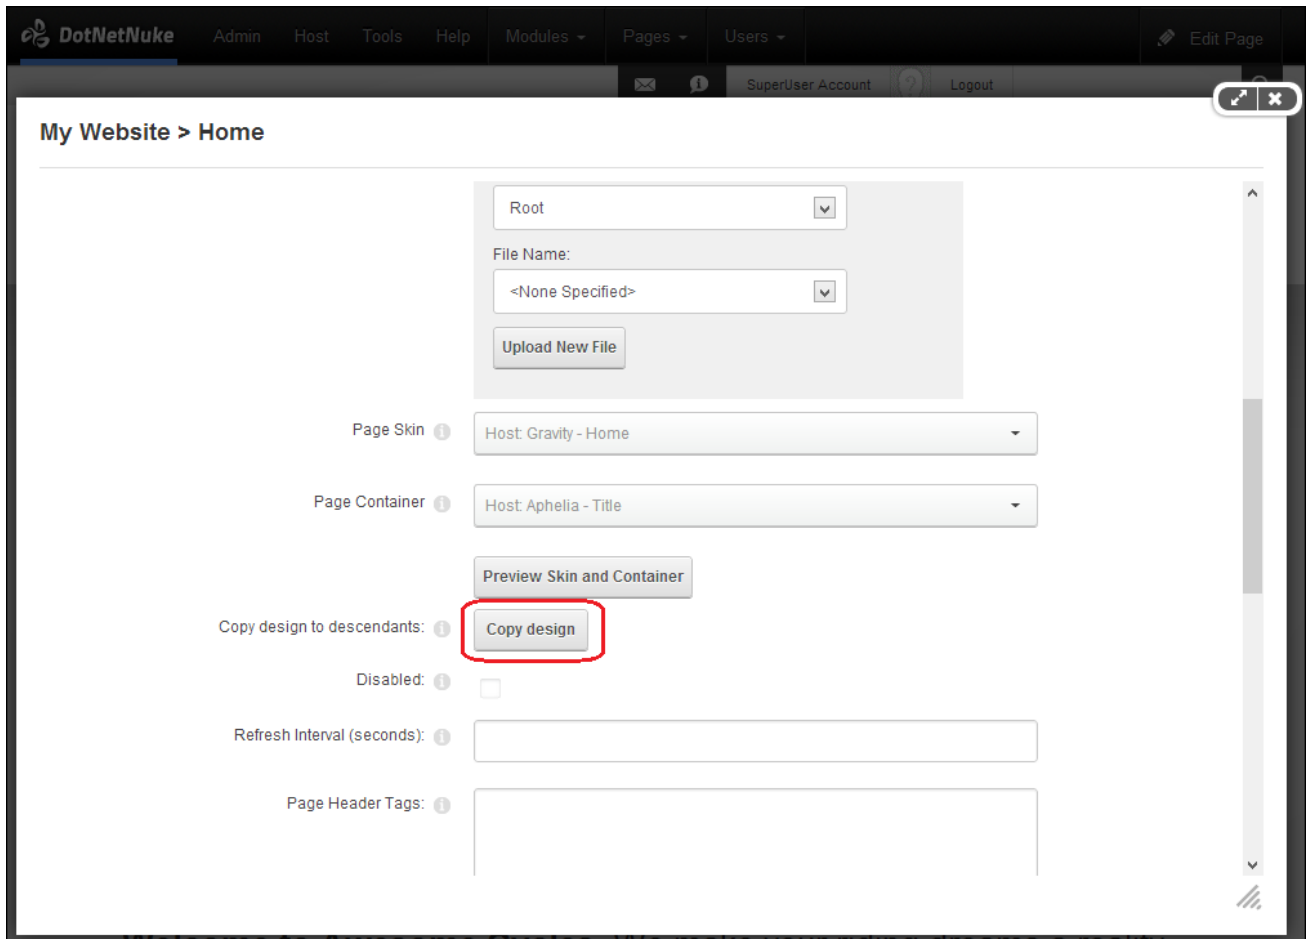 DotNetNuke Admin Host Tools Help Modules Pages Users Edit Page
SuperUser Account ? Logout
My Website > Home
Root
File Name:
<None Specified>
Upload New File
Page Skin Host: Gravity - Home
Page Container Host: Aphelia - Title
Preview Skin and Container
Copy design to descendants: Copy design
Disabled:
Refresh Interval (seconds):
Page Header Tags: